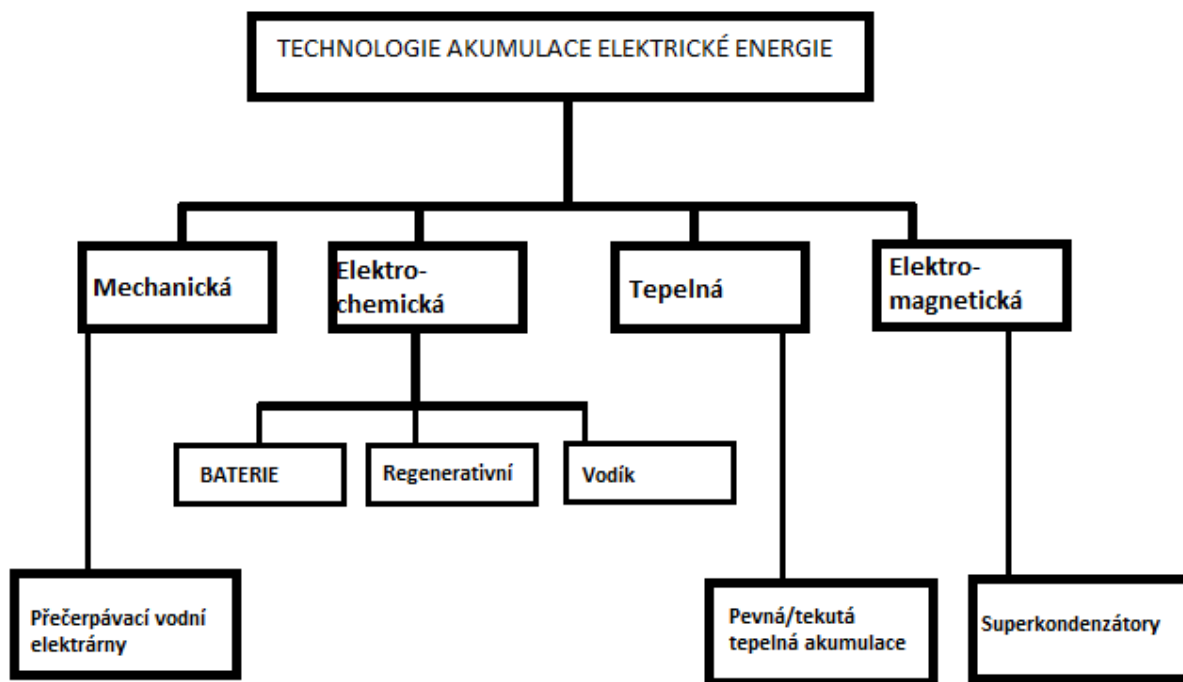 TECHNOLOGIE AKUMULACE ELEKTRICKÉ ENERGIE
Mechanická
Elektro-
chemická
Tepelná
Elektro-
magnetická
BATERIE
Regenerativní
Vodík
Přečerpávací vodní
elektrárny
Pevná/tekutá
tepelná akumulace
Superkondenzátory